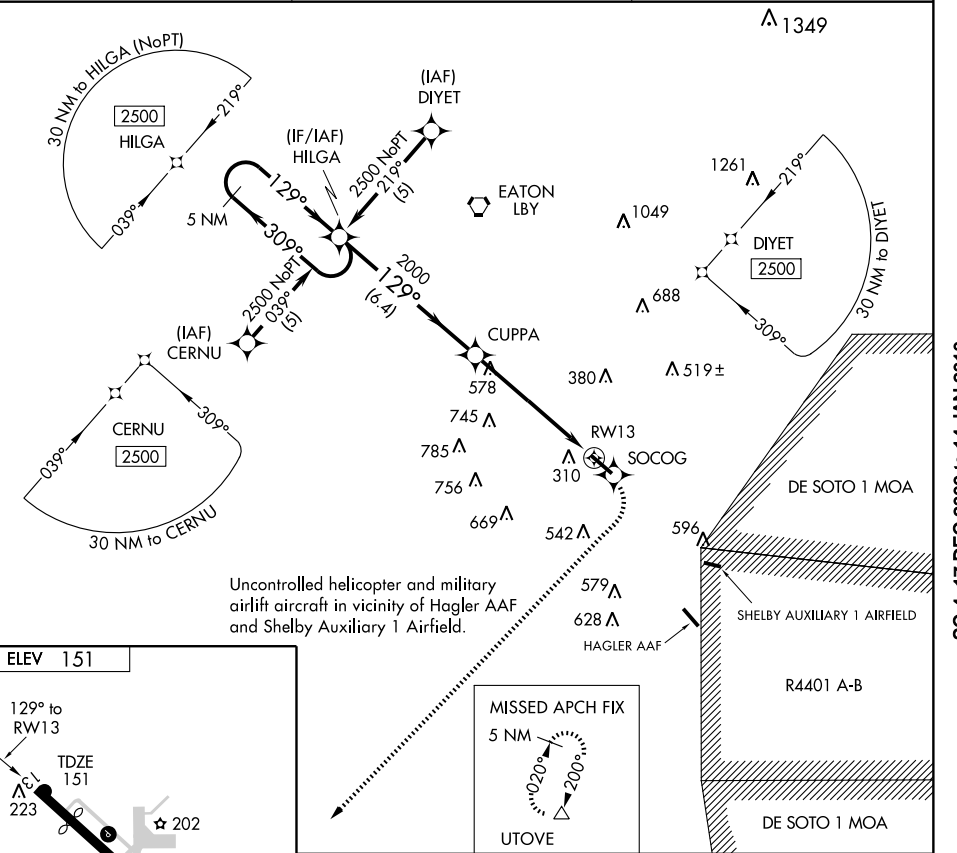 1349
30 NM to HILGA (NoPT)
2500
HILGA
219°
039°
(IAF)
DIYET
(IF/IAF)
HILGA
2500 NoPT
219°
(5)
129°
5 NM
309°
2500 NoPT
039°
(5)
(IAF)
CERNU
EATON
LBY
1261
1049
219°
DIYET
2500
30 NM to DIYET
309°
688
2000
129°
(6.4)
CUPPA
578
380
519±
745
785
756
669
RW13
310
SOCOG
542
596
039°
CERNU
2500
309°
30 NM to CERNU
DE SOTO 1 MOA
Uncontrolled helicopter and military
airlift aircraft in vicinity of Hagler AAF
and Shelby Auxiliary 1 Airfield.
579
628
HAGLER AAF
SHELBY AUXILIARY 1 AIRFIELD
R4401 A-B
DE SOTO 1 MOA
MISSED APCH FIX
5 NM
020°
200°
UTOVE
ELEV 151
129° to
RW13
TDZE
151
13
223
P
202